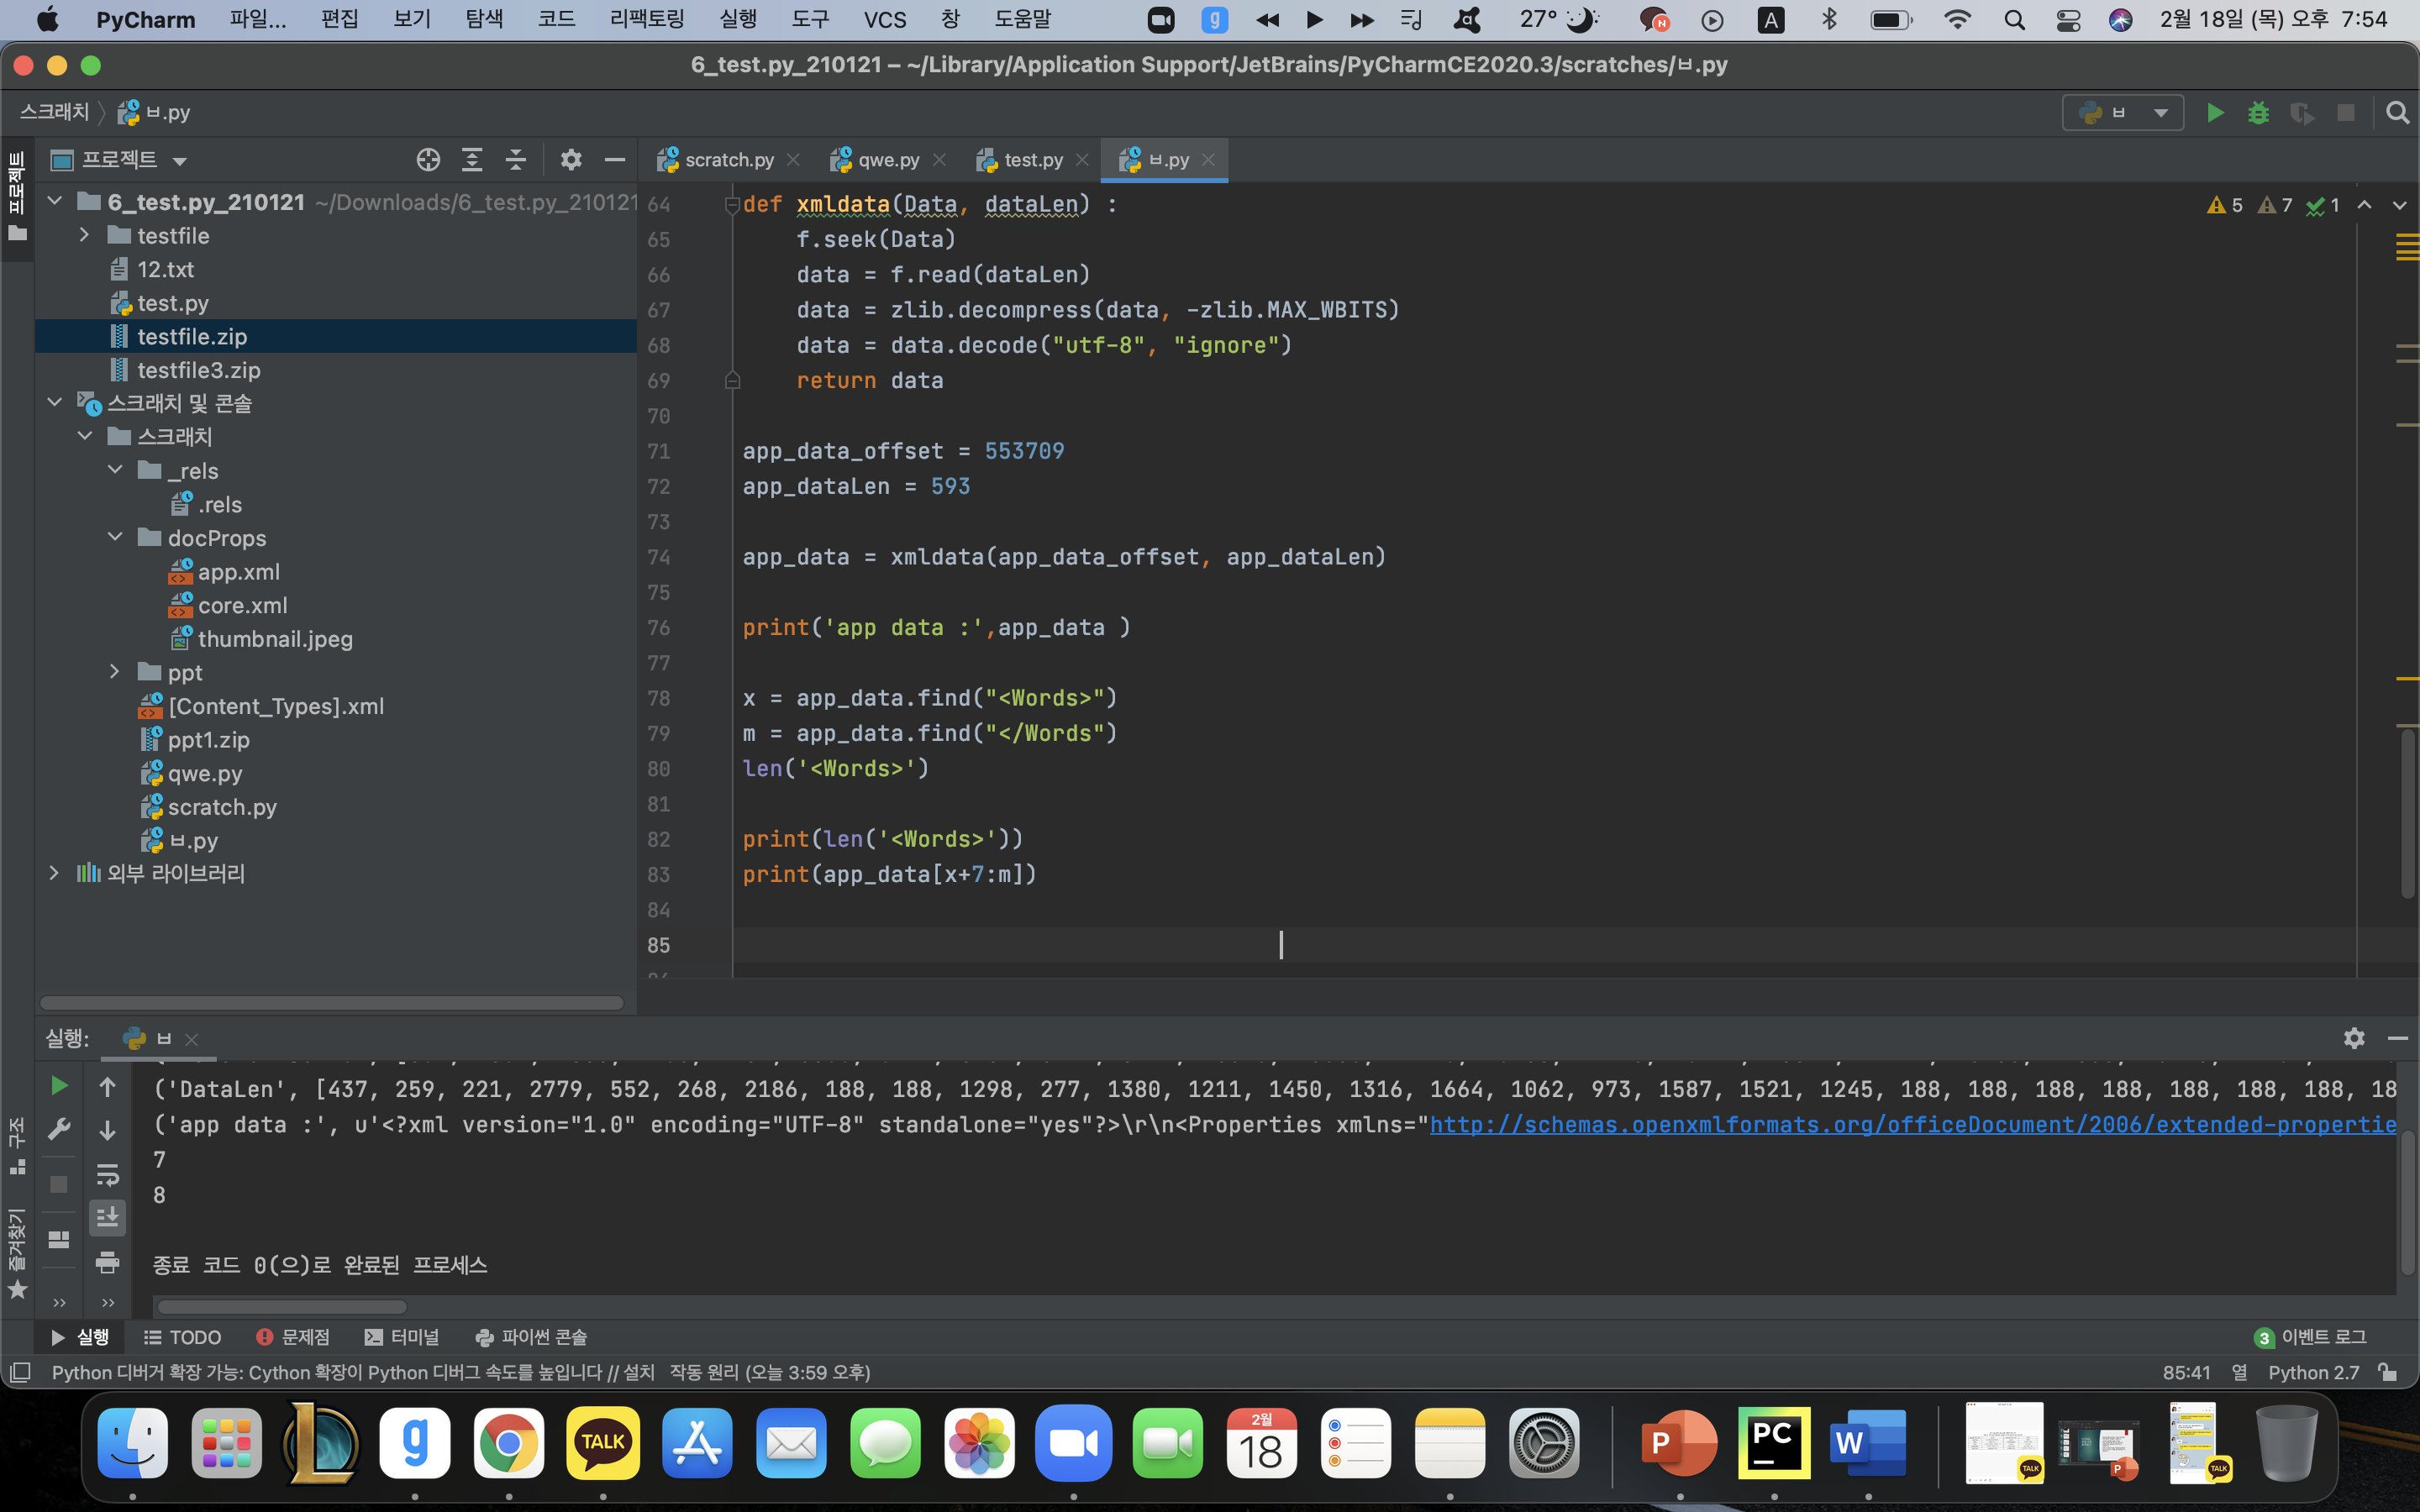 PyCharm 파일... 편집 보기 탐색 코드 리팩토링 실행 도구 VCS 창 도움말 27° A 2월 18일 (목) 오후 7:54
6_test.py_210121 – ~/Library/Application Support/JetBrains/PyCharmCE2020.3/scratches/ㅂ.py
스크래치 ㅂ.py ㅂ
프로젝트
프로젝트
scratch.py qwe.py test.py ㅂ.py
6_test.py_210121 ~/Downloads/6_test.py_210121
testfile
12.txt
test.py
testfile.zip
testfile3.zip
스크래치 및 콘솔
스크래치
_rels
.rels
docProps
app.xml
core.xml
thumbnail.jpeg
ppt
[Content_Types].xml
ppt1.zip
qwe.py
scratch.py
ㅂ.py
외부 라이브러리
5 7 1
64 def xmldata(Data, dataLen) :
65 f.seek(Data)
66 data = f.read(dataLen)
67 data = zlib.decompress(data, -zlib.MAX_WBITS)
68 data = data.decode("utf-8", "ignore")
69 return data
70
71 app_data_offset = 553709
72 app_dataLen = 593
73
74 app_data = xmldata(app_data_offset, app_dataLen)
75
76 print('app data :',app_data )
77
78 x = app_data.find("<Words>")
79 m = app_data.find("</Words")
80 len('<Words>')
81
82 print(len('<Words>'))
83 print(app_data[x+7:m])
84
85
실행: ㅂ
('DataLen', [437, 259, 221, 2779, 552, 268, 2186, 188, 188, 1298, 277, 1380, 1211, 1450, 1316, 1664, 1062, 973, 1587, 1521, 1245, 188, 188, 188, 188, 188, 188, 188, 18
('app data :', u'<?xml version="1.0" encoding="UTF-8" standalone="yes"?>\r\n<Properties xmlns="http://schemas.openxmlformats.org/officeDocument/2006/extended-propertie
7
8
종료 코드 0(으)로 완료된 프로세스
구조
즐겨찾기
실행 TODO 문제점 터미널 파이썬 콘솔 3 이벤트 로그
Python 디버거 확장 가능: Cython 확장이 Python 디버그 속도를 높입니다 // 설치 작동 원리 (오늘 3:59 오후) 85:41 열 Python 2.7
g TALK 2월 18 P PC W TALK P TALK